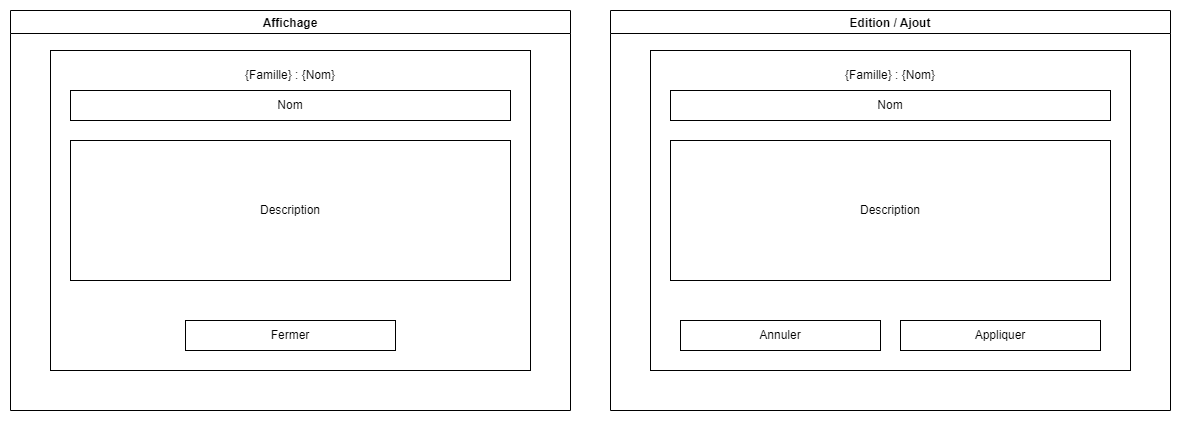 Affichage
{Famille} : {Nom}
Nom
Description
Fermer
Edition / Ajout
{Famille} : {Nom}
Nom
Description
Annuler
Appliquer